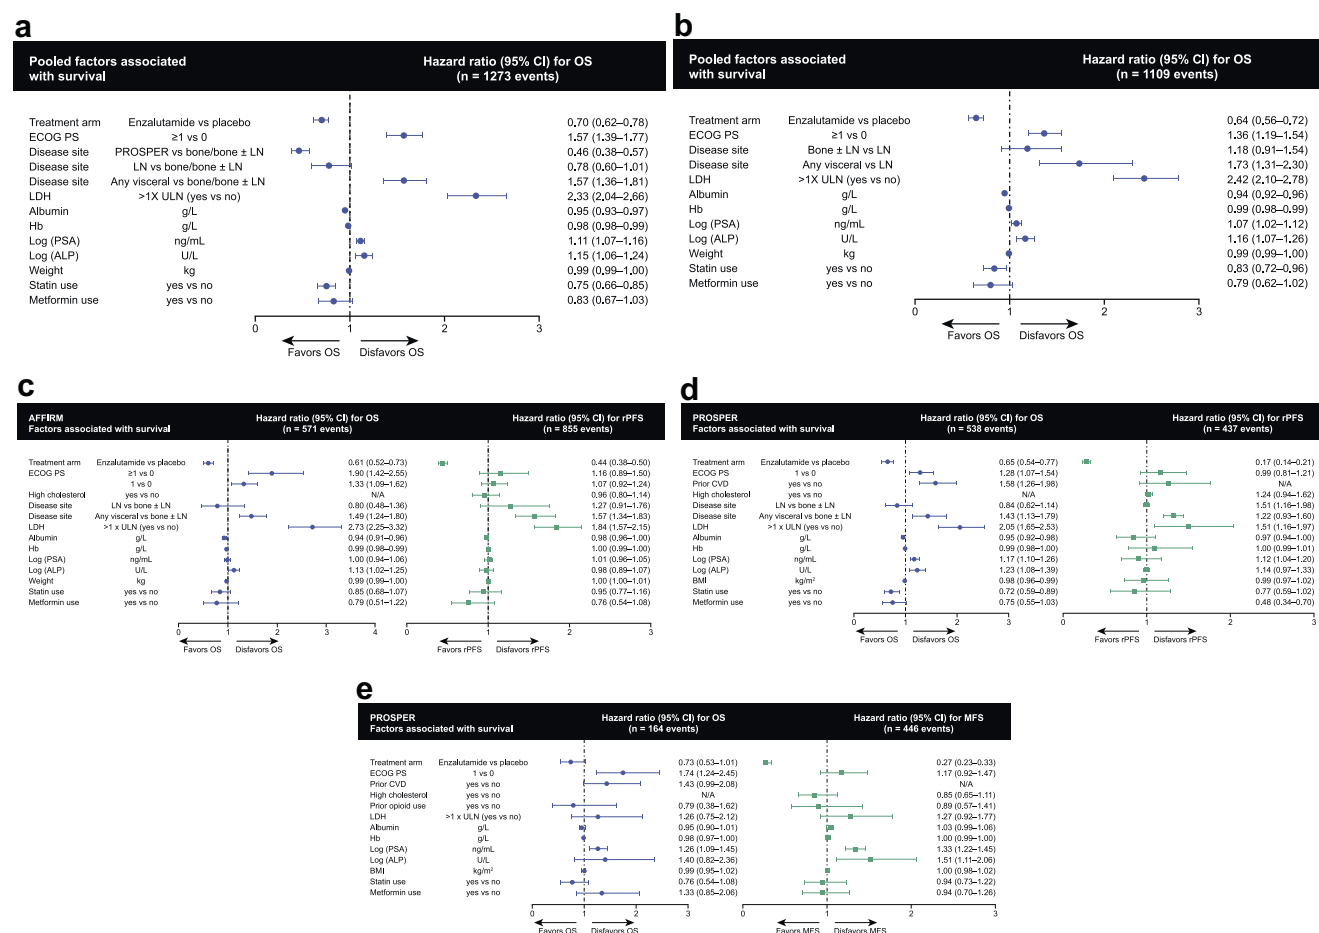 a
Pooled factors associated with survival Hazard ratio (95% CI) for OS (n = 1273 events)
Treatment arm Enzalutamide vs placebo 0.70 (0.62–0.78)
ECOG PS ≥1 vs 0 1.57 (1.39–1.77)
Disease site PROSPER vs bone/bone ± LN 0.46 (0.38–0.57)
Disease site LN vs bone/bone ± LN 0.78 (0.60–1.01)
Disease site Any visceral vs bone/bone ± LN 1.57 (1.36–1.81)
LDH >1X ULN (yes vs no) 2.33 (2.04–2.66)
Albumin g/L 0.95 (0.93–0.97)
Hb g/L 0.98 (0.98–0.99)
Log (PSA) ng/mL 1.11 (1.07–1.16)
Log (ALP) U/L 1.15 (1.06–1.24)
Weight kg 0.99 (0.99–1.00)
Statin use yes vs no 0.75 (0.66–0.85)
Metformin use yes vs no 0.83 (0.67–1.03)
0 1 2 3
Favors OS Disfavors OS
b
Pooled factors associated with survival Hazard ratio (95% CI) for OS (n = 1109 events)
Treatment arm Enzalutamide vs placebo 0.64 (0.56–0.72)
ECOG PS ≥1 vs 0 1.36 (1.19–1.54)
Disease site Bone ± LN vs LN 1.18 (0.91–1.54)
Disease site Any visceral vs LN 1.73 (1.31–2.30)
LDH >1X ULN (yes vs no) 2.42 (2.10–2.78)
Albumin g/L 0.94 (0.92–0.96)
Hb g/L 0.99 (0.98–0.99)
Log (PSA) ng/mL 1.07 (1.02–1.12)
Log (ALP) U/L 1.16 (1.07–1.26)
Weight kg 0.99 (0.99–1.00)
Statin use yes vs no 0.83 (0.72–0.96)
Metformin use yes vs no 0.79 (0.62–1.02)
0 1 2 3
Favors OS Disfavors OS
c
AFFIRM Factors associated with survival Hazard ratio (95% CI) for OS (n = 571 events) Hazard ratio (95% CI) for rPFS (n = 855 events)
Treatment arm Enzalutamide vs placebo 0.61 (0.52–0.73) 0.44 (0.38–0.50)
ECOG PS ≥1 vs 0 1.90 (1.42–2.55) 1.16 (0.89–1.50)
1 vs 0 1.33 (1.09–1.62) 1.07 (0.92–1.24)
High cholesterol yes vs no N/A 0.96 (0.80–1.14)
Disease site LN vs bone ± LN 0.80 (0.48–1.36) 1.27 (0.91–1.76)
Disease site Any visceral vs bone ± LN 1.49 (1.24–1.80) 1.57 (1.34–1.83)
LDH >1 x ULN (yes vs no) 2.73 (2.25–3.32) 1.84 (1.57–2.15)
Albumin g/L 0.94 (0.91–0.96) 0.98 (0.96–1.00)
Hb g/L 0.99 (0.98–0.99) 1.00 (0.99–1.00)
Log (PSA) ng/mL 1.00 (0.94–1.06) 1.01 (0.96–1.05)
Log (ALP) U/L 1.13 (1.02–1.25) 0.98 (0.89–1.07)
Weight kg 0.99 (0.99–1.00) 1.00 (1.00–1.01)
Statin use yes vs no 0.85 (0.68–1.07) 0.95 (0.77–1.16)
Metformin use yes vs no 0.79 (0.51–1.22) 0.76 (0.54–1.08)
0 1 2 3 4 0 1 2 3
Favors OS Disfavors OS Favors rPFS Disfavors rPFS
d
PROSPER Factors associated with survival Hazard ratio (95% CI) for OS (n = 538 events) Hazard ratio (95% CI) for rPFS (n = 437 events)
Treatment arm Enzalutamide vs placebo 0.65 (0.54–0.77) 0.17 (0.14–0.21)
ECOG PS 1 vs 0 1.28 (1.07–1.54) 0.99 (0.81–1.21)
Prior CVD yes vs no 1.58 (1.26–1.98) N/A
High cholesterol yes vs no N/A 1.24 (0.94–1.62)
Disease site LN vs bone ± LN 0.84 (0.62–1.14) 1.51 (1.16–1.98)
Disease site Any visceral vs bone ± LN 1.43 (1.13–1.79) 1.22 (0.93–1.60)
LDH >1 x ULN (yes vs no) 2.05 (1.65–2.53) 1.51 (1.16–1.97)
Albumin g/L 0.95 (0.92–0.98) 0.97 (0.94–1.00)
Hb g/L 0.99 (0.98–1.00) 1.00 (0.99–1.01)
Log (PSA) ng/mL 1.17 (1.10–1.26) 1.12 (1.04–1.20)
Log (ALP) U/L 1.23 (1.08–1.39) 1.14 (0.97–1.33)
BMI kg/m² 0.98 (0.96–0.99) 0.99 (0.97–1.02)
Statin use yes vs no 0.72 (0.59–0.89) 0.77 (0.59–1.02)
Metformin use yes vs no 0.75 (0.55–1.03) 0.48 (0.34–0.70)
0 1 2 3 0 1 2 3
Favors OS Disfavors OS Favors rPFS Disfavors rPFS
e
PROSPER Factors associated with survival Hazard ratio (95% CI) for OS (n = 164 events) Hazard ratio (95% CI) for MFS (n = 446 events)
Treatment arm Enzalutamide vs placebo 0.73 (0.53–1.01) 0.27 (0.23–0.33)
ECOG PS 1 vs 0 1.74 (1.24–2.45) 1.17 (0.92–1.47)
Prior CVD yes vs no 1.43 (0.99–2.08) N/A
High cholesterol yes vs no N/A 0.85 (0.65–1.11)
Prior opioid use yes vs no 0.79 (0.38–1.62) 0.89 (0.57–1.41)
LDH >1 x ULN (yes vs no) 1.26 (0.75–2.12) 1.27 (0.92–1.77)
Albumin g/L 0.95 (0.90–1.01) 1.03 (0.99–1.06)
Hb g/L 0.98 (0.97–1.00) 1.00 (0.99–1.00)
Log (PSA) ng/mL 1.26 (1.09–1.45) 1.33 (1.22–1.45)
Log (ALP) U/L 1.40 (0.82–2.36) 1.51 (1.11–2.06)
BMI kg/m² 0.99 (0.95–1.02) 1.00 (0.98–1.02)
Statin use yes vs no 0.76 (0.54–1.08) 0.94 (0.73–1.22)
Metformin use yes vs no 1.33 (0.85–2.06) 0.94 (0.70–1.26)
0 1 2 3 0 1 2 3
Favors OS Disfavors OS Favors MFS Disfavors MFS